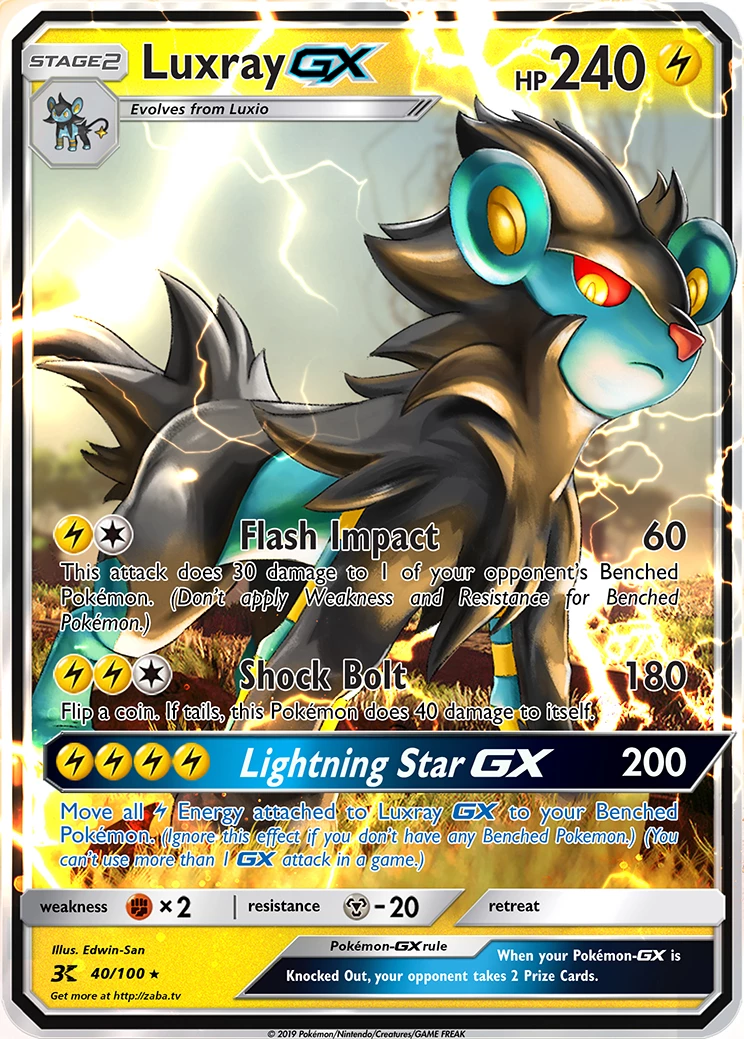 STAGE2 Luxray GX HP 240
Evolves from Luxio
Flash Impact 60
This attack does 30 damage to 1 of your opponent's Benched
Pokémon. (Don't apply Weakness and Resistance for Benched
Pokémon.)
Shock Bolt 180
Flip a coin. If tails, this Pokémon does 40 damage to itself.
Lightning Star GX 200
Move all Energy attached to Luxray GX to your Benched
Pokémon. (Ignore this effect if you don't have any Benched Pokemon.) (You
can't use more than 1 GX attack in a game.)
weakness ×2 resistance -20 retreat
Illus. Edwin-San
3K 40/100 ★
Get more at http://zaba.tv
Pokémon-GX rule
When your Pokémon-GX is
Knocked Out, your opponent takes 2 Prize Cards.
© 2019 Pokémon/Nintendo/Creatures/GAME FREAK